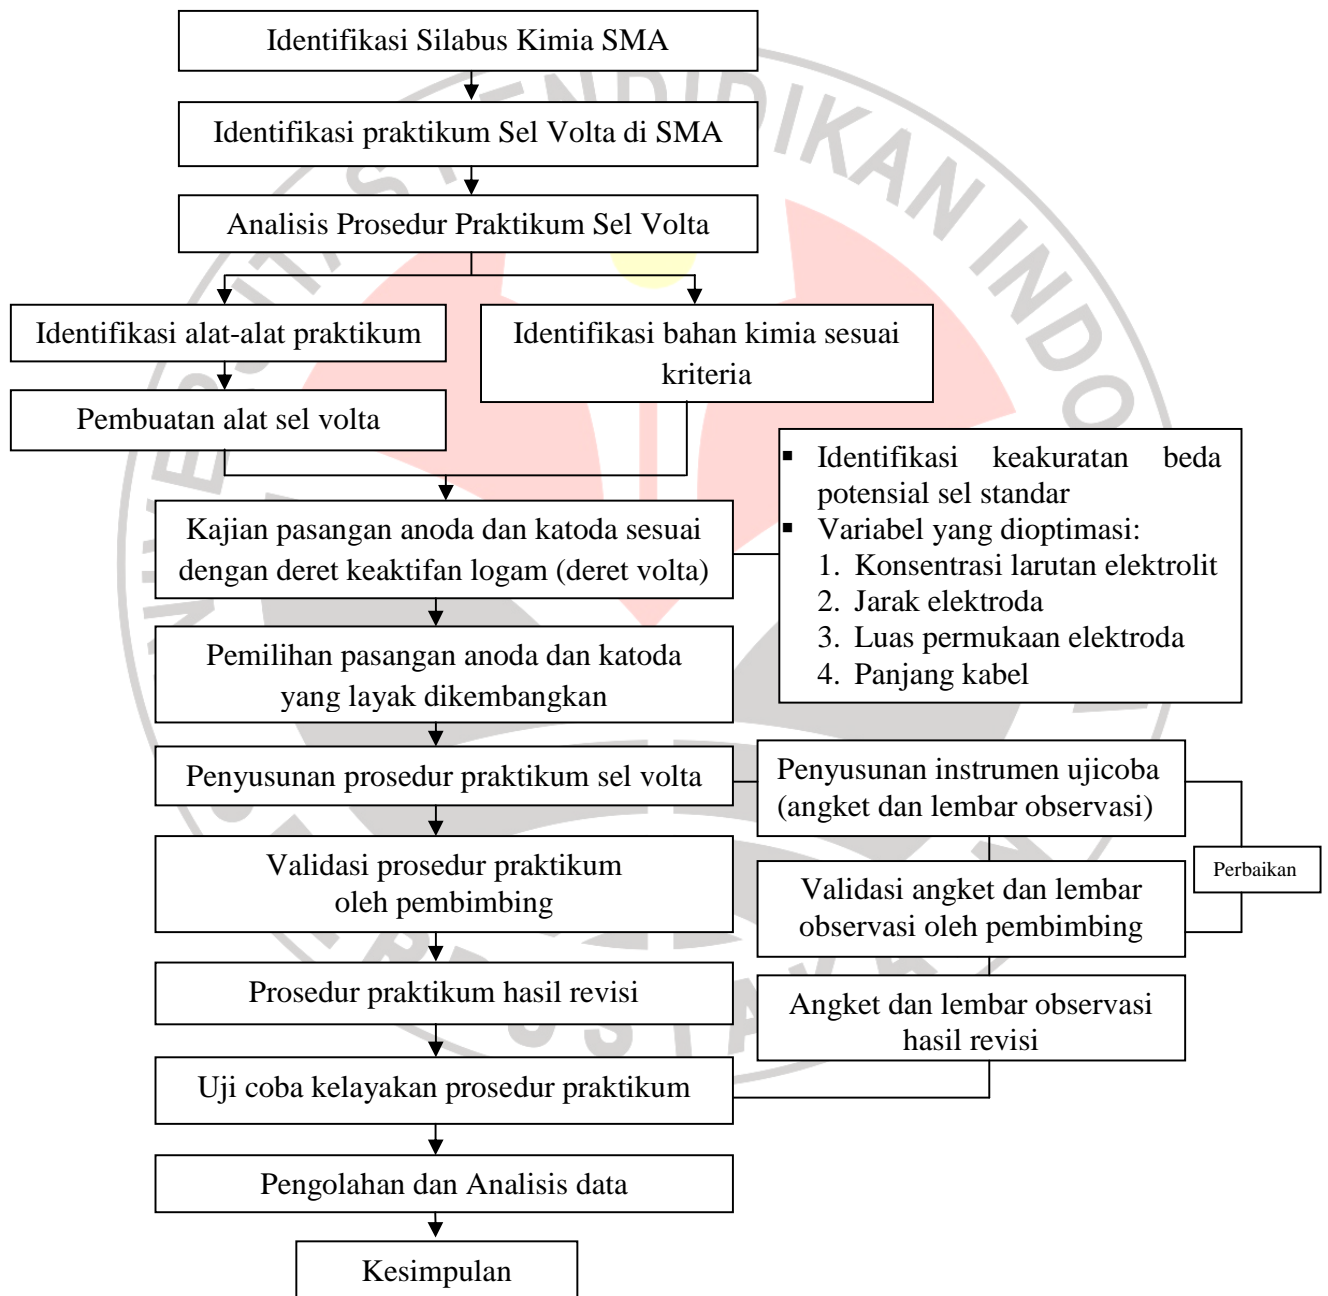 Identifikasi Silabus Kimia SMA
Identifikasi praktikum Sel Volta di SMA
Analisis Prosedur Praktikum Sel Volta
Identifikasi alat-alat praktikum
Identifikasi bahan kimia sesuai
kriteria
Pembuatan alat sel volta
▪ Identifikasi keakuratan beda
potensial sel standar
▪ Variabel yang dioptimasi:
1. Konsentrasi larutan elektrolit
2. Jarak elektroda
3. Luas permukaan elektroda
4. Panjang kabel
Kajian pasangan anoda dan katoda sesuai
dengan deret keaktifan logam (deret volta)
Pemilihan pasangan anoda dan katoda
yang layak dikembangkan
Penyusunan prosedur praktikum sel volta
Penyusunan instrumen ujicoba
(angket dan lembar observasi)
Perbaikan
Validasi prosedur praktikum
oleh pembimbing
Validasi angket dan lembar
observasi oleh pembimbing
Prosedur praktikum hasil revisi
Angket dan lembar observasi
hasil revisi
Uji coba kelayakan prosedur praktikum
Pengolahan dan Analisis data
Kesimpulan